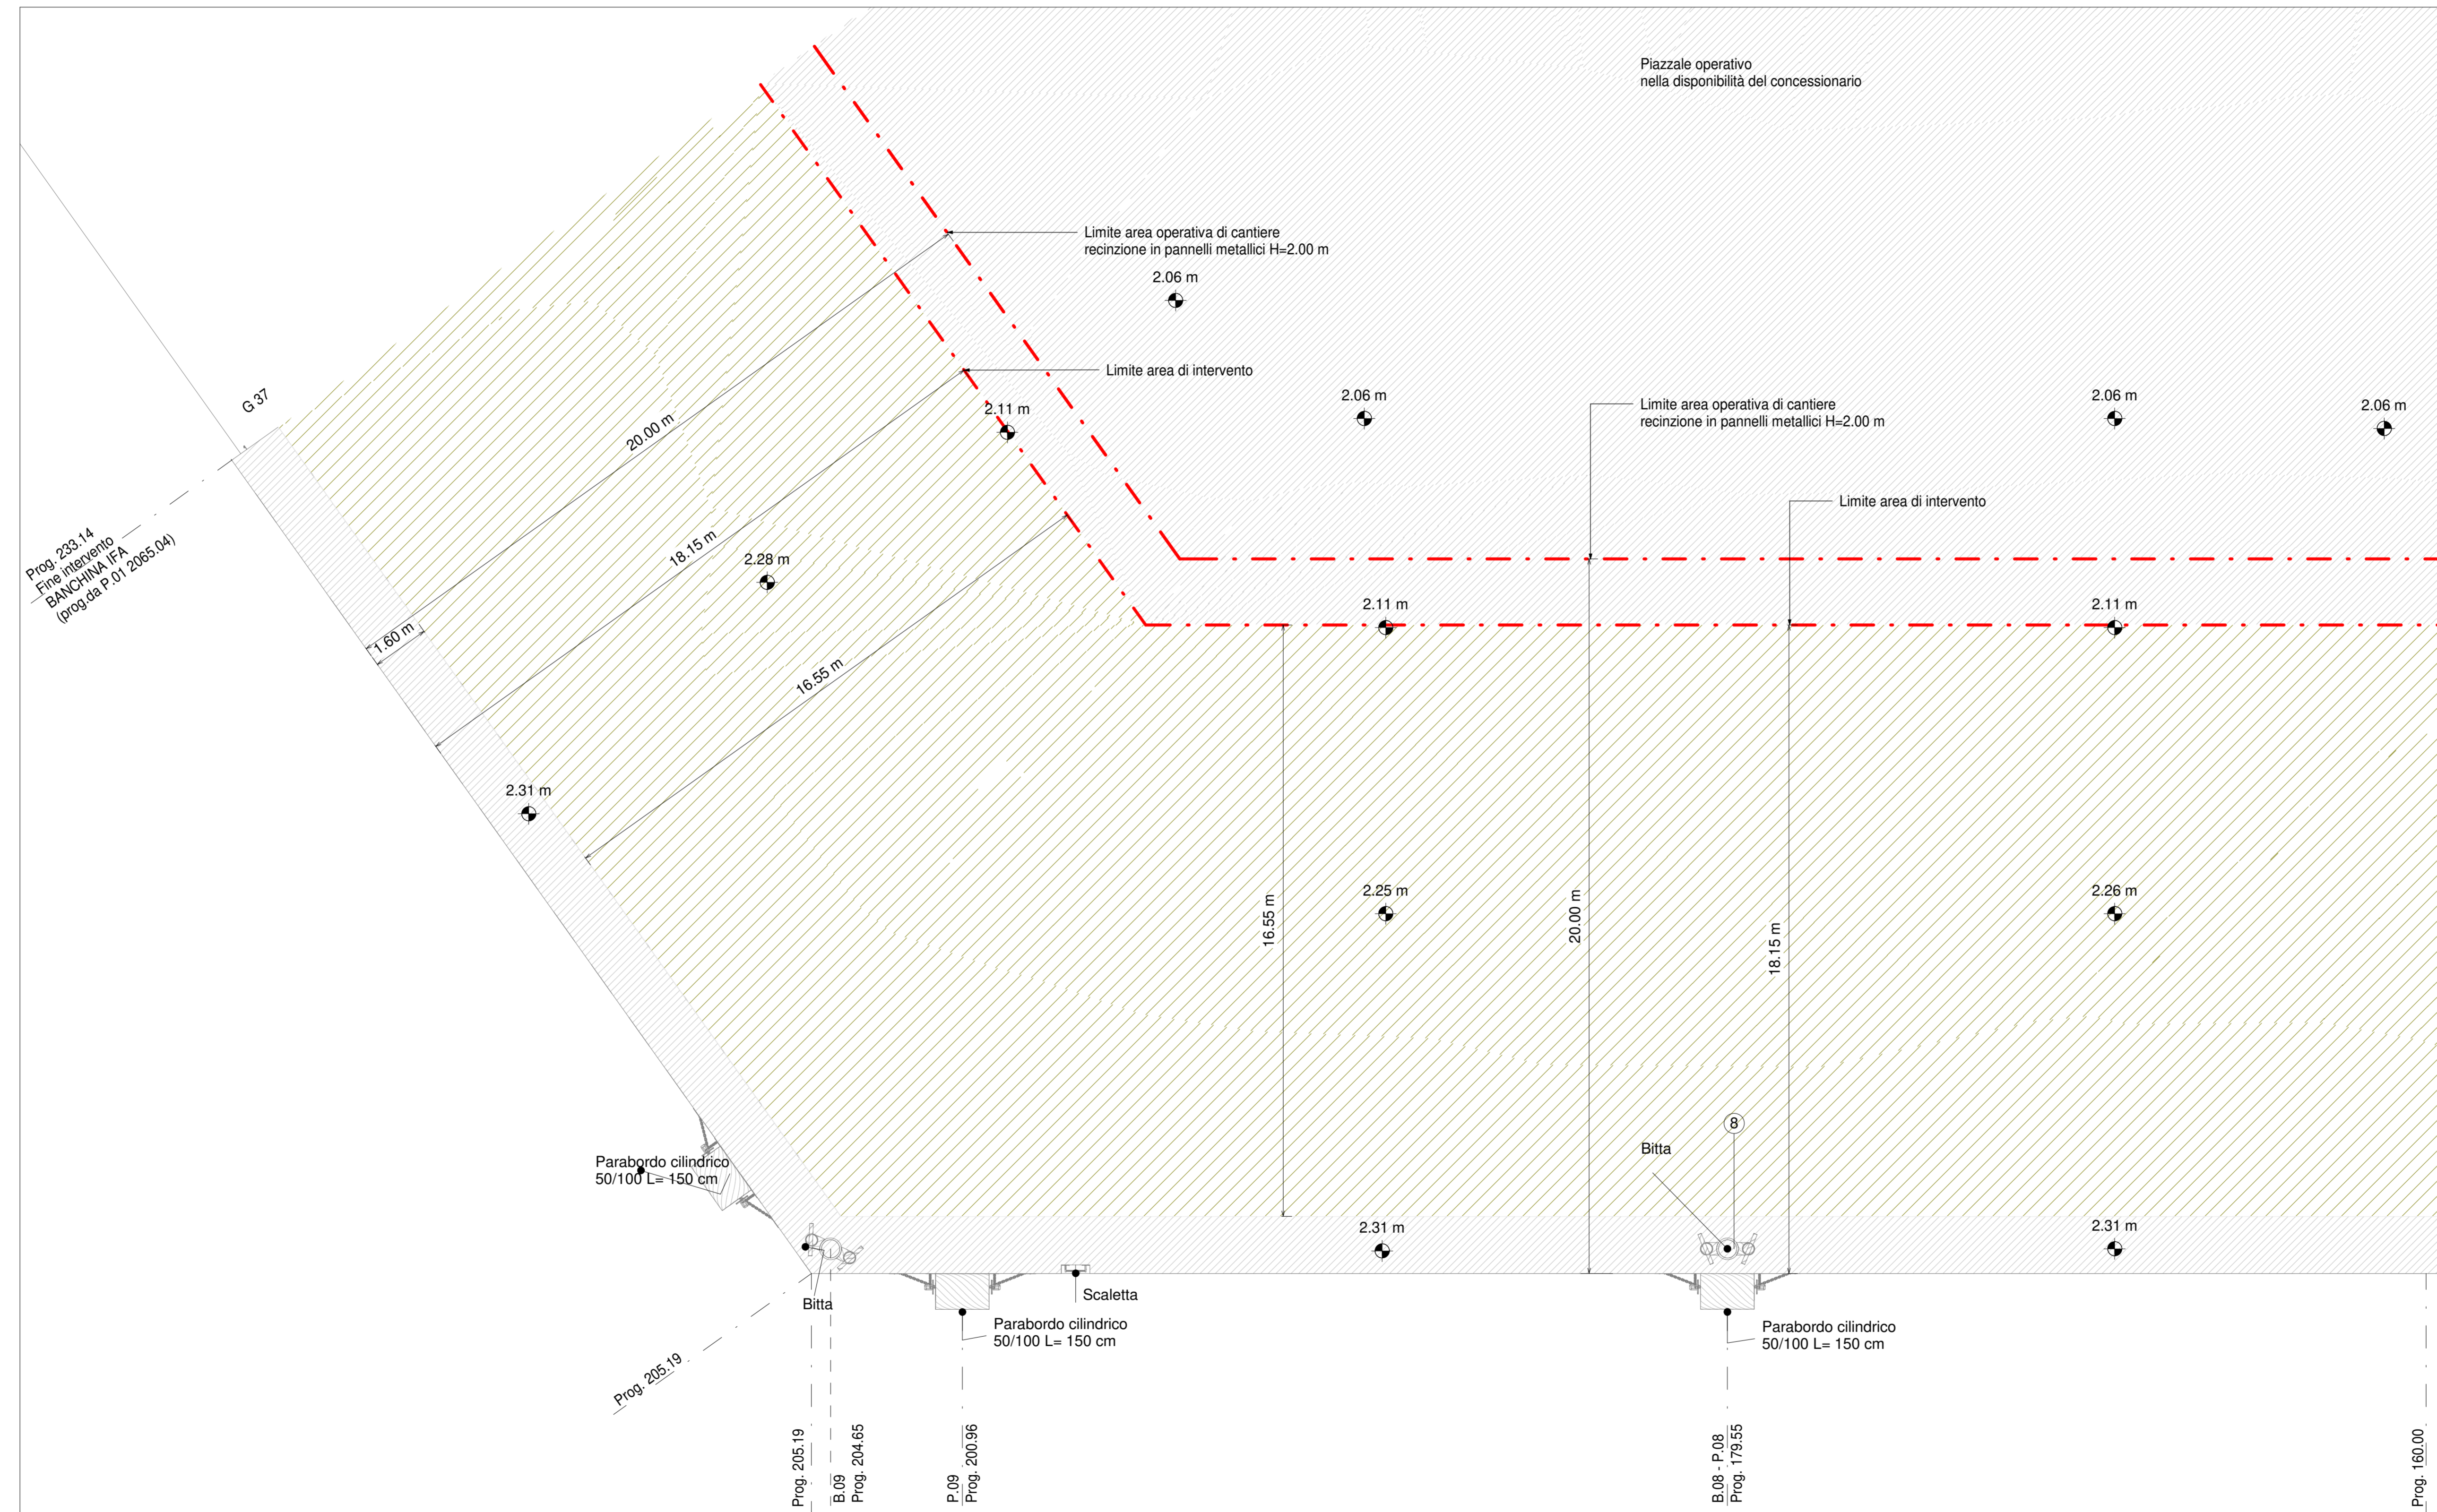 Piazzale operativo
nella disponibilità del concessionario
Limite area operativa di cantiere
recinzione in pannelli metallici H=2.00 m
2.06 m
Limite area di intervento
2.11 m
2.06 m
Limite area operativa di cantiere
recinzione in pannelli metallici H=2.00 m
2.06 m
2.06 m
G 37
20.00 m
Limite area di intervento
Prog. 233.14
Fine intervento
BANCHINA IFA
(prog.da P.01 2065.04)
18.15 m
2.28 m
1.60 m
2.11 m
2.11 m
16.55 m
2.31 m
2.25 m
2.26 m
16.55 m
20.00 m
18.15 m
8
Bitta
Parabordo cilindrico
50/100 L= 150 cm
2.31 m
2.31 m
Bitta
Scaletta
Parabordo cilindrico
50/100 L= 150 cm
Parabordo cilindrico
50/100 L= 150 cm
Prog. 205.19
Prog. 205.19
B.09
Prog. 204.65
P.09
Prog. 200.96
B.08 - P.08
Prog. 179.55
Prog. 160.00